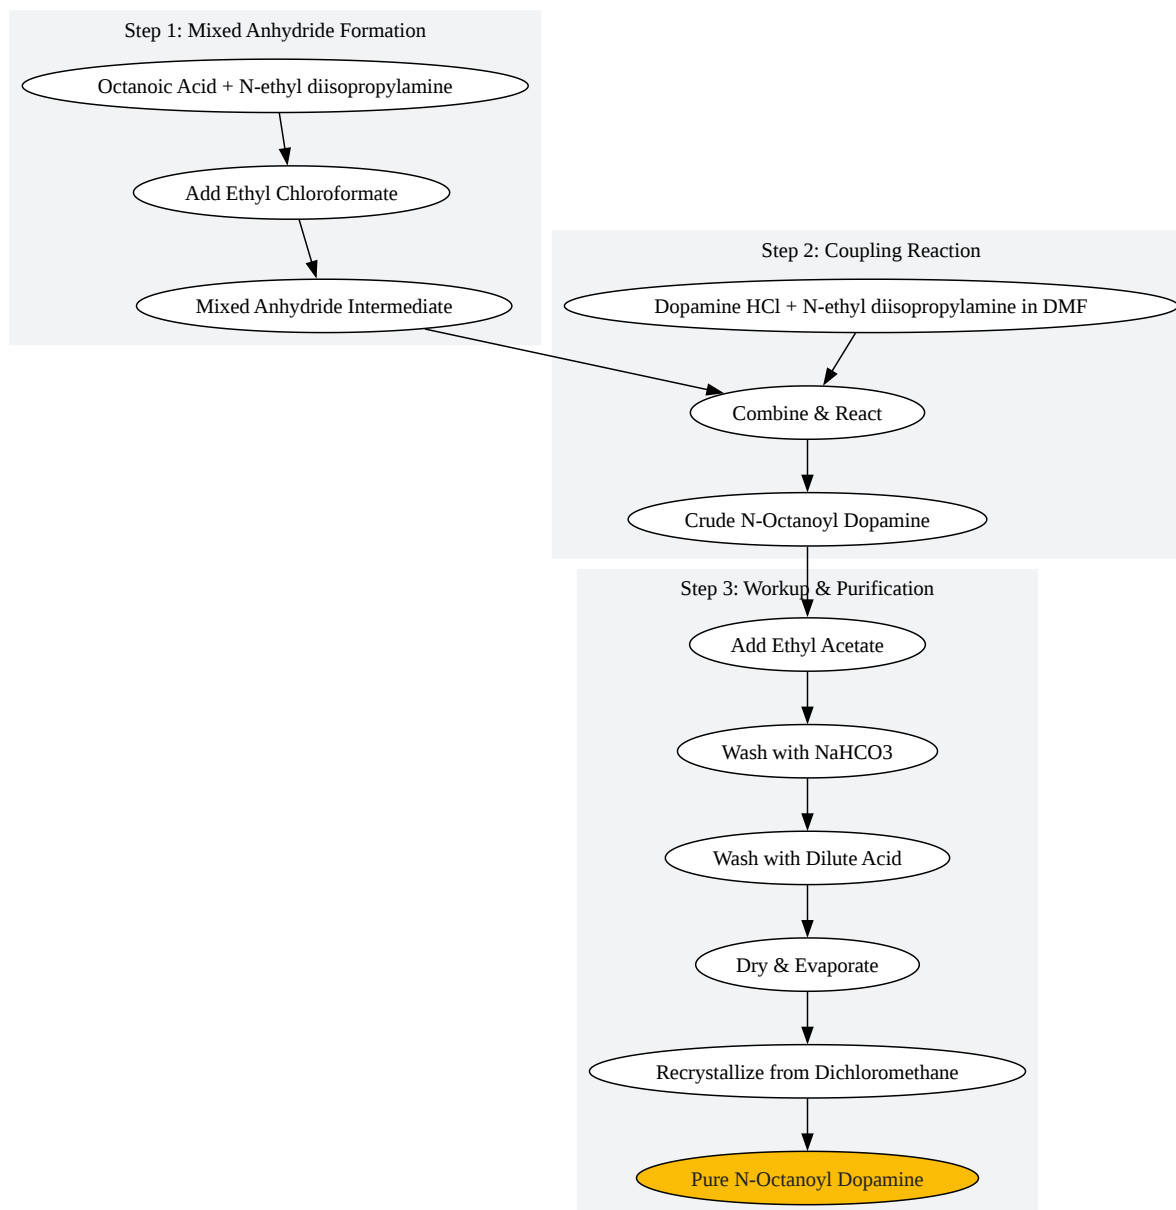 Step 1: Mixed Anhydride Formation
Octanoic Acid + N-ethyl diisopropylamine
Add Ethyl Chloroformate
Mixed Anhydride Intermediate
Step 2: Coupling Reaction
Dopamine HCl + N-ethyl diisopropylamine in DMF
Combine & React
Crude N-Octanoyl Dopamine
Step 3: Workup & Purification
Add Ethyl Acetate
Wash with NaHCO3
Wash with Dilute Acid
Dry & Evaporate
Recrystallize from Dichloromethane
Pure N-Octanoyl Dopamine